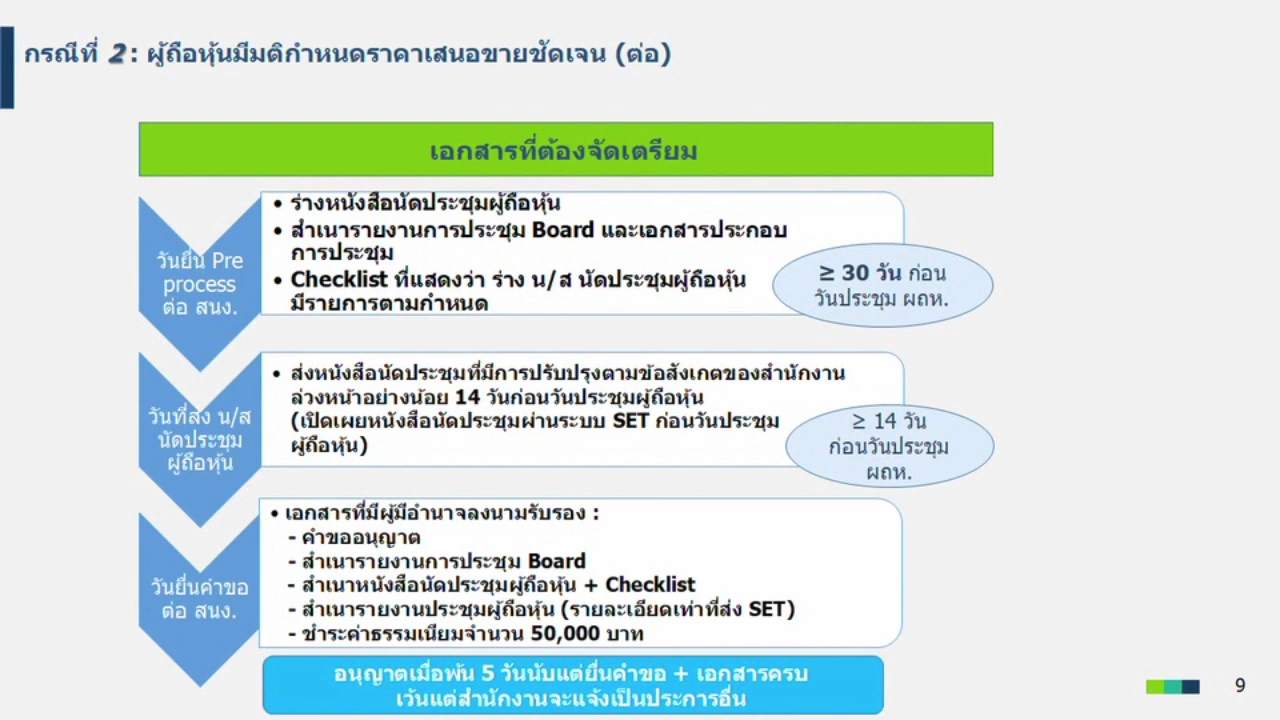 กรณีที่ 2 : ผู้ถือหุ้นมีมติกำหนดราคาเสนอขายชัดเจน (ต่อ)
เอกสารที่ต้องจัดเตรียม
วันยื่น Pre
process
ต่อ สนง.
• ร่างหนังสือนัดประชุมผู้ถือหุ้น
• สำเนารายงานการประชุม Board และเอกสารประกอบ
การประชุม
• Checklist ที่แสดงว่า ร่าง น/ส นัดประชุมผู้ถือหุ้น
มีรายการตามกำหนด
≥ 30 วัน ก่อน
วันประชุม ผถห.
วันที่ส่ง น/ส
นัดประชุม
ผู้ถือหุ้น
• ส่งหนังสือนัดประชุมที่มีการปรับปรุงตามข้อสังเกตของสำนักงาน
ล่วงหน้าอย่างน้อย 14 วันก่อนวันประชุมผู้ถือหุ้น
(เปิดเผยหนังสือนัดประชุมผ่านระบบ SET ก่อนวันประชุม
ผู้ถือหุ้น)
≥ 14 วัน
ก่อนวันประชุม
ผถห.
วันยื่นคำขอ
ต่อ สนง.
• เอกสารที่มีผู้มีอำนาจลงนามรับรอง :
- คำขออนุญาต
- สำเนารายงานการประชุม Board
- สำเนาหนังสือนัดประชุมผู้ถือหุ้น + Checklist
- สำเนารายงานประชุมผู้ถือหุ้น (รายละเอียดเท่าที่ส่ง SET)
- ชำระค่าธรรมเนียมจำนวน 50,000 บาท
อนุญาตเมื่อพ้น 5 วันนับแต่ยื่นคำขอ + เอกสารครบ
เว้นแต่สำนักงานจะแจ้งเป็นประการอื่น
9